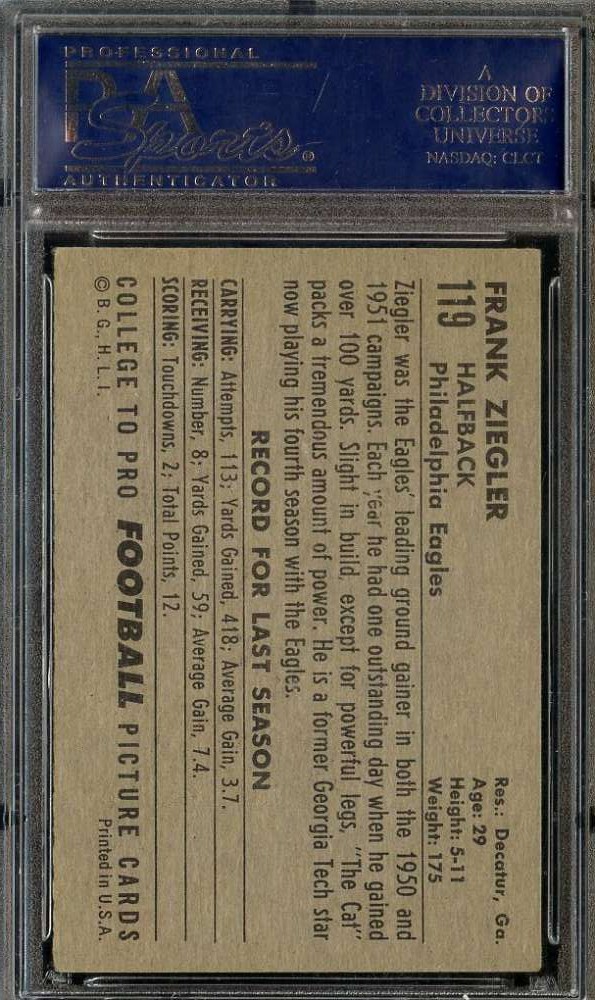 PROFESSIONAL
PSA
Sports®
AUTHENTICATOR
A
DIVISION OF
COLLECTORS
UNIVERSE
NASDAQ: CLCT
FRANK ZIEGLER
119 HALFBACK
Philadelphia Eagles
Res.: Decatur, Ga.
Age: 29
Height: 5-11
Weight: 175
Ziegler was the Eagles' leading ground gainer in both the 1950 and
1951 campaigns. Each year he had one outstanding day when he gained
over 100 yards. Slight in build, except for powerful legs, "The Cat"
packs a tremendous amount of power. He is a former Georgia Tech star
now playing his fourth season with the Eagles.
RECORD FOR LAST SEASON
CARRYING: Attempts, 113; Yards Gained, 418; Average Gain, 3.7.
RECEIVING: Number, 8; Yards Gained, 59; Average Gain, 7.4.
SCORING: Touchdowns, 2; Total Points, 12.
COLLEGE TO PRO FOOTBALL PICTURE CARDS
© B. G., H. L. I.
Printed in U.S.A.